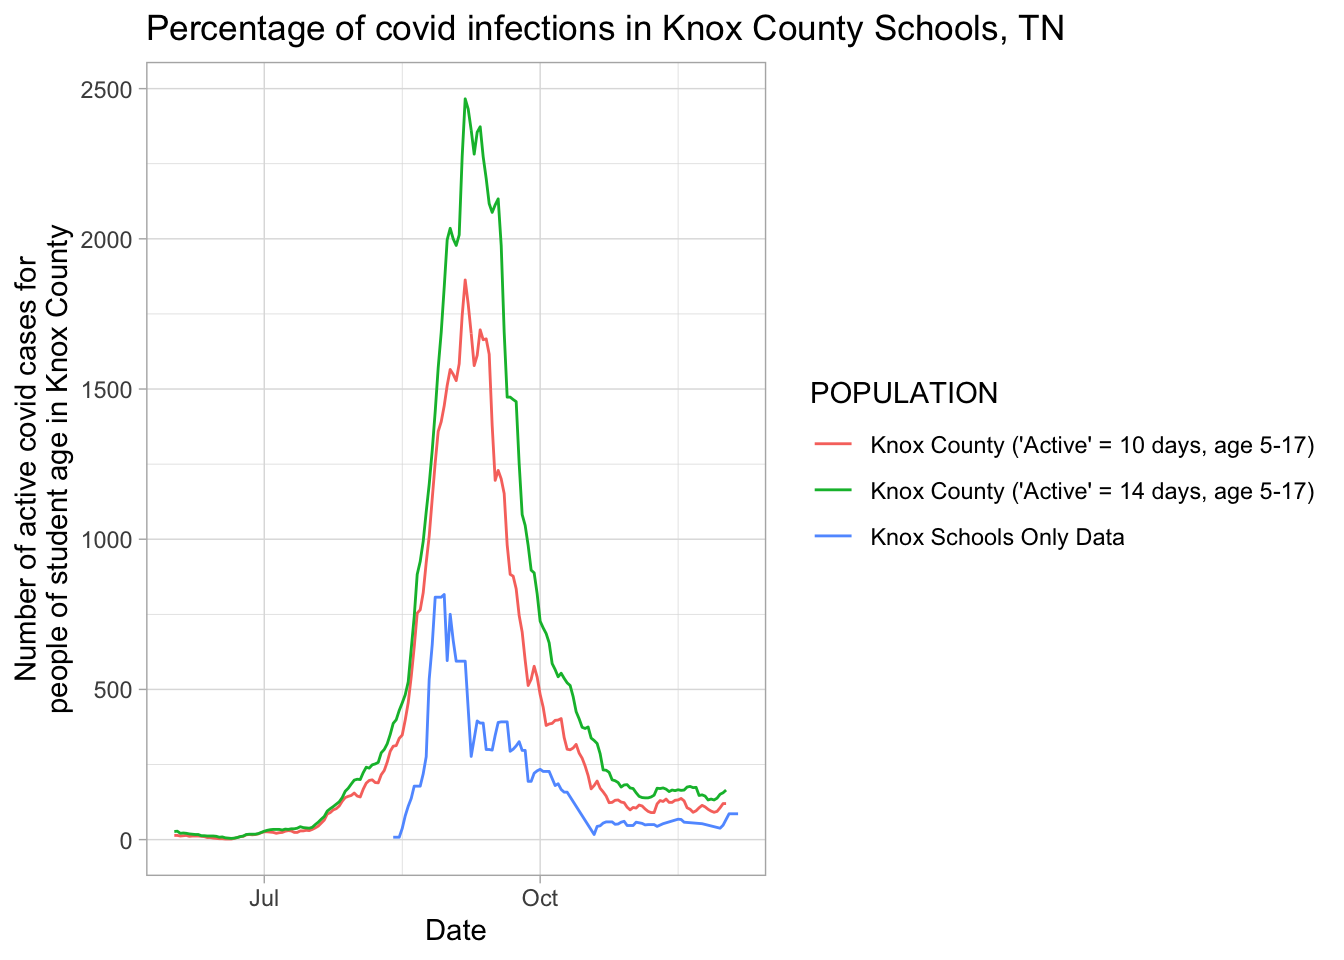 Percentage of covid infections in Knox County Schools, TN
Number of active covid cases for
people of student age in Knox County
2500
2000
1500
1000
500
0
Jul
Oct
Date
POPULATION
Knox County ('Active' = 10 days, age 5-17)
Knox County ('Active' = 14 days, age 5-17)
Knox Schools Only Data